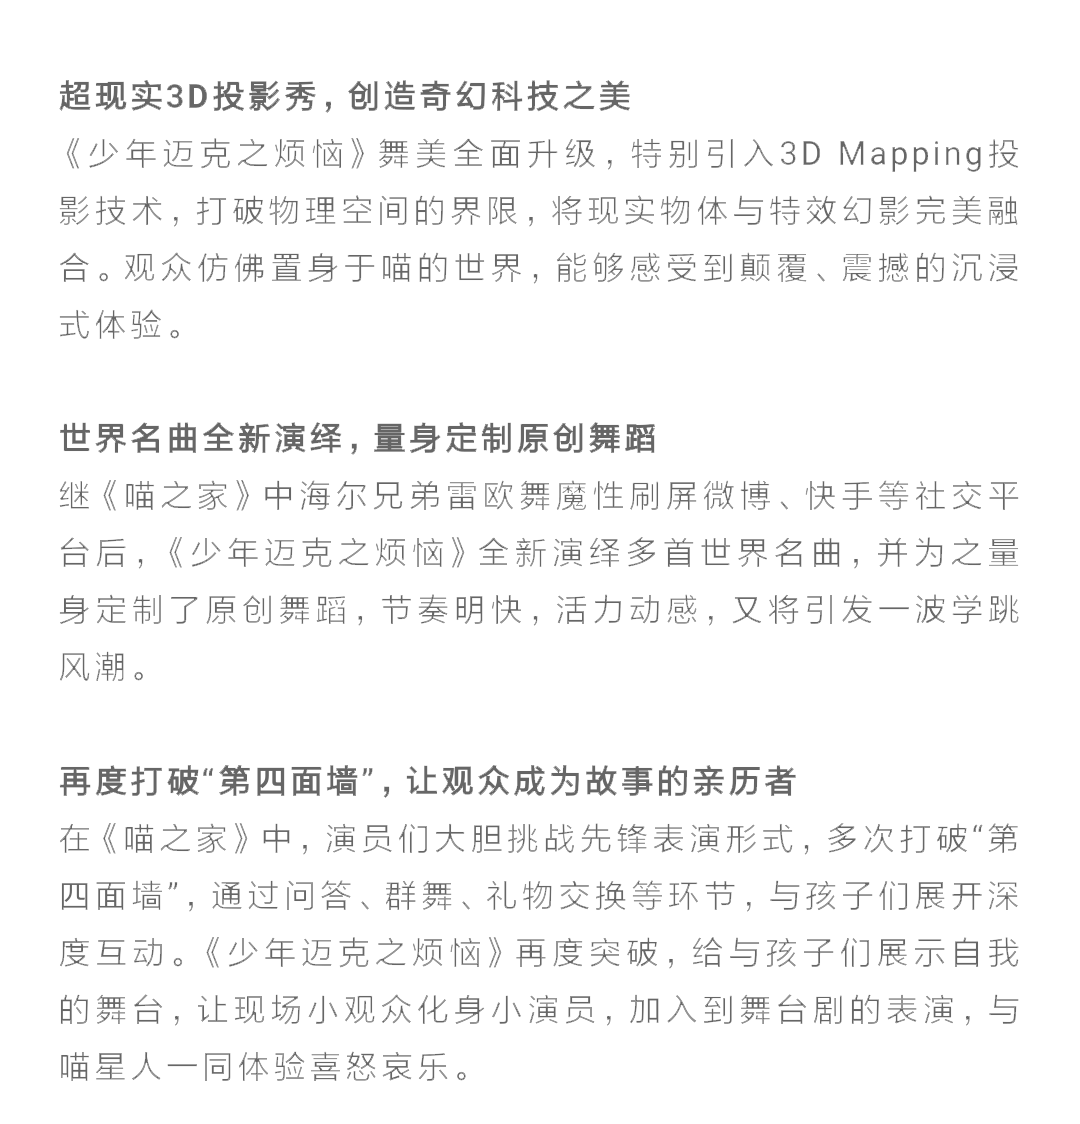 超现实3D投影秀，创造奇幻科技之美
《少年迈克之烦恼》舞美全面升级，特别引入3D Mapping投
影技术，打破物理空间的界限，将现实物体与特效幻影完美融
合。观众仿佛置身于喵的世界，能够感受到颠覆、震撼的沉浸
式体验。
世界名曲全新演绎，量身定制原创舞蹈
继《喵之家》中海尔兄弟雷欧舞魔性刷屏微博、快手等社交平
台后，《少年迈克之烦恼》全新演绎多首世界名曲，并为之量
身定制了原创舞蹈，节奏明快，活力动感，又将引发一波学跳
风潮。
再度打破“第四面墙”，让观众成为故事的亲历者
在《喵之家》中，演员们大胆挑战先锋表演形式，多次打破“第
四面墙”，通过问答、群舞、礼物交换等环节，与孩子们展开深
度互动。《少年迈克之烦恼》再度突破，给与孩子们展示自我
的舞台，让现场小观众化身小演员，加入到舞台剧的表演，与
喵星人一同体验喜怒哀乐。